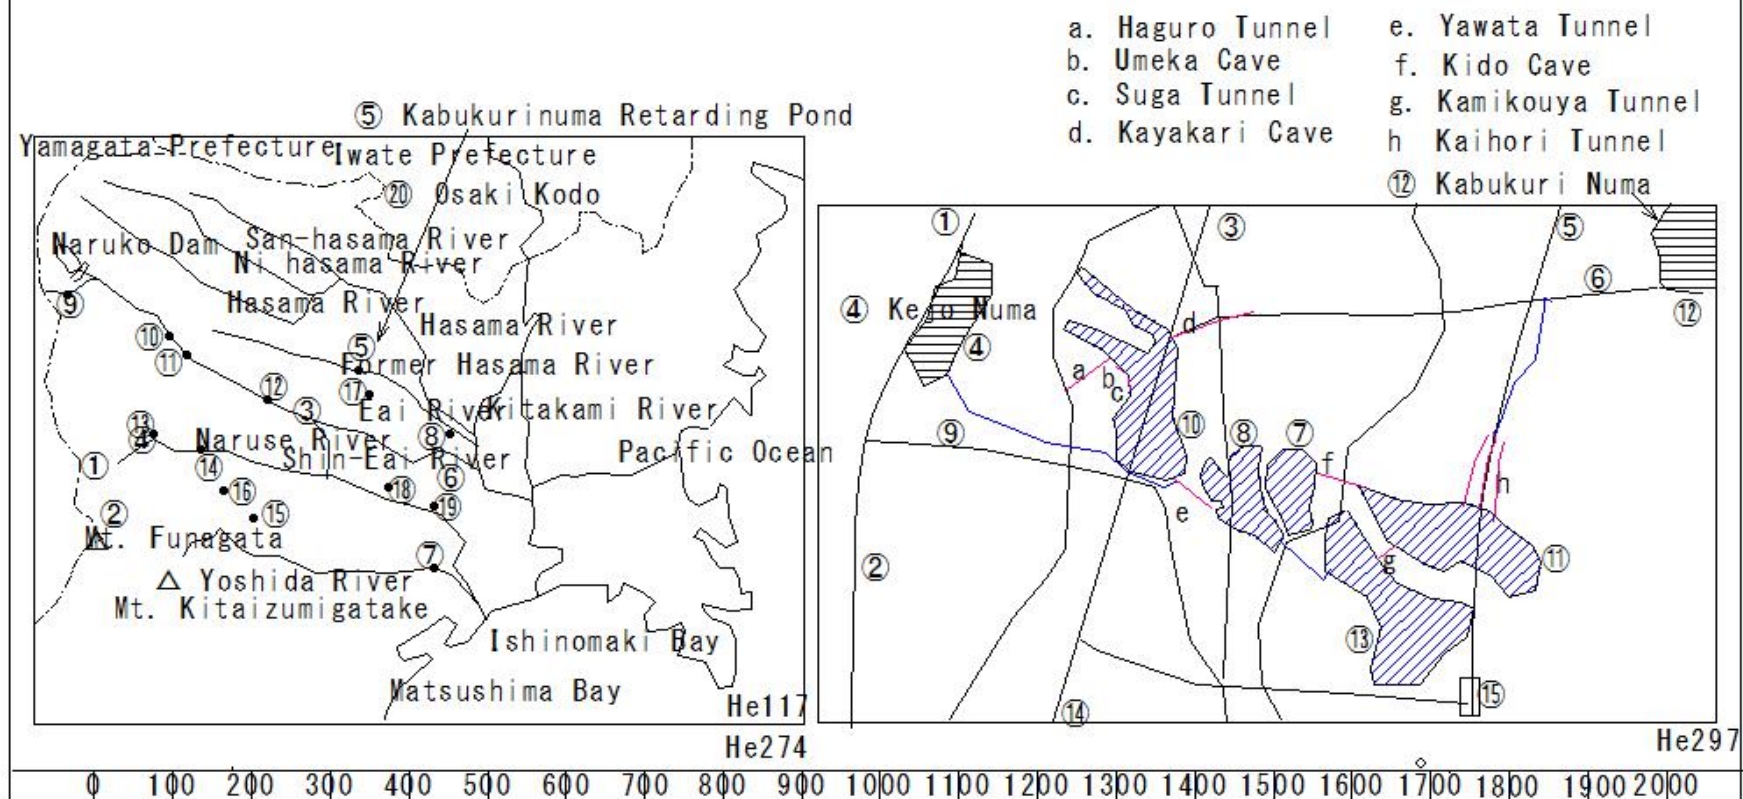 a. Haguro Tunnel
b. Umeka Cave
c. Suga Tunnel
d. Kayakari Cave
e. Yawata Tunnel
f. Kido Cave
g. Kamikouya Tunnel
h Kaihori Tunnel
⑫ Kabukuri Numa
⑤ Kabukurinuma Retarding Pond
Yamagata Prefecture
Iwate Prefecture
⑳ Osaki Kodo
Naruko Dam
San-hasama River
Ni hasama River
Hasama River
Hasama River
⑨
⑩
⑪
⑤
Former Hasama River
⑫
⑰
③
Eai River
Kitakami River
⑬
④
Naruse River
⑧
Shin-Eai River
Pacific Ocean
①
⑭
⑥
⑯
⑱
②
⑮
⑲
Mt. Funagata
⑦
Yoshida River
Mt. Kitaizumigatake
Ishinomaki Bay
Matsushima Bay
He117
He274
①
③
⑤
⑥
④ Kejo Numa
⑫
④
d
a
b
c
⑨
⑩
⑧
⑦
f
e
h
②
g
⑪
⑬
⑭
⑮
He297
0 100 200 300 400 500 600 700 800 900 1000 1100 1200 1300 1400 1500 1600 1700 1800 1900 2000